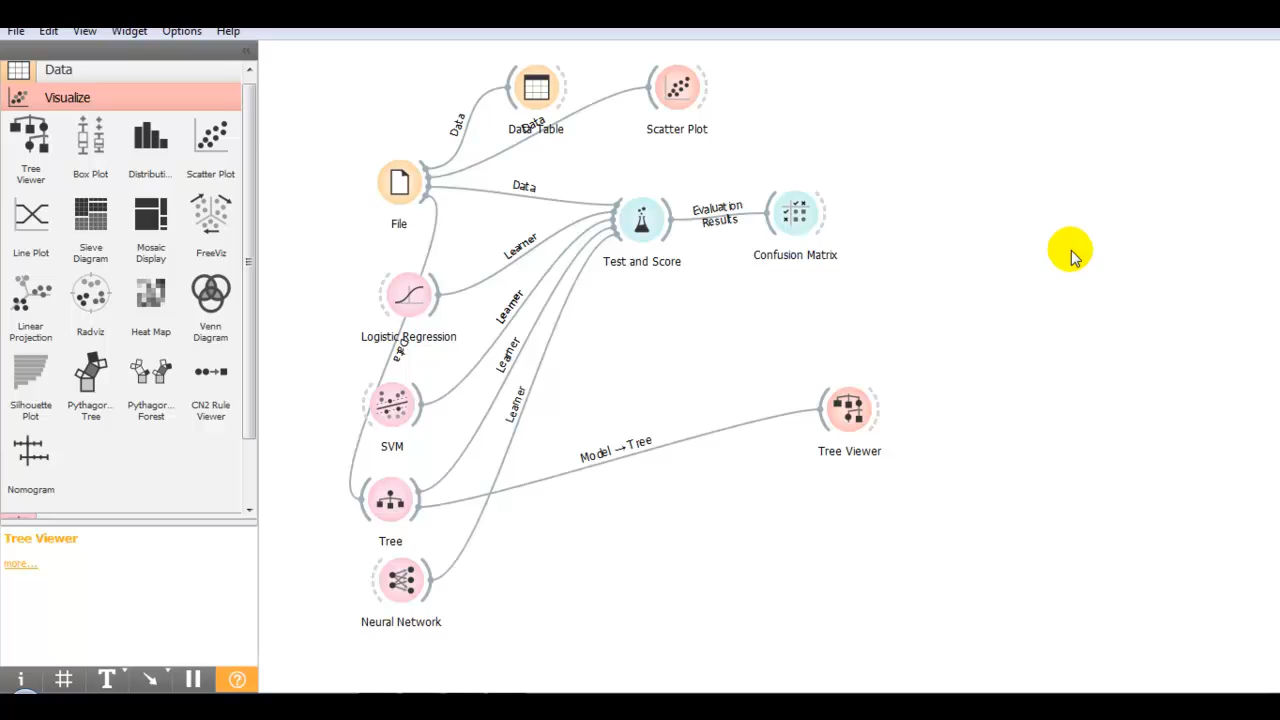 File Edit View Widget Options Help
Data
Visualize
Tree
Viewer
Box Plot
Distributi...
Scatter Plot
Line Plot
Sieve
Diagram
Mosaic
Display
FreeViz
Linear
Projection
Radviz
Heat Map
Venn
Diagram
Silhouette
Plot
Pythagor...
Tree
Pythagor...
Forest
CN2 Rule
Viewer
Nomogram
Tree Viewer
more...
Data
Data
Data Table
Scatter Plot
File
Data
Test and Score
Evaluation
Results
Confusion Matrix
Learner
Logistic Regression
Data
Learner
SVM
Learner
Learner
Tree
Model → Tree
Tree Viewer
Neural Network